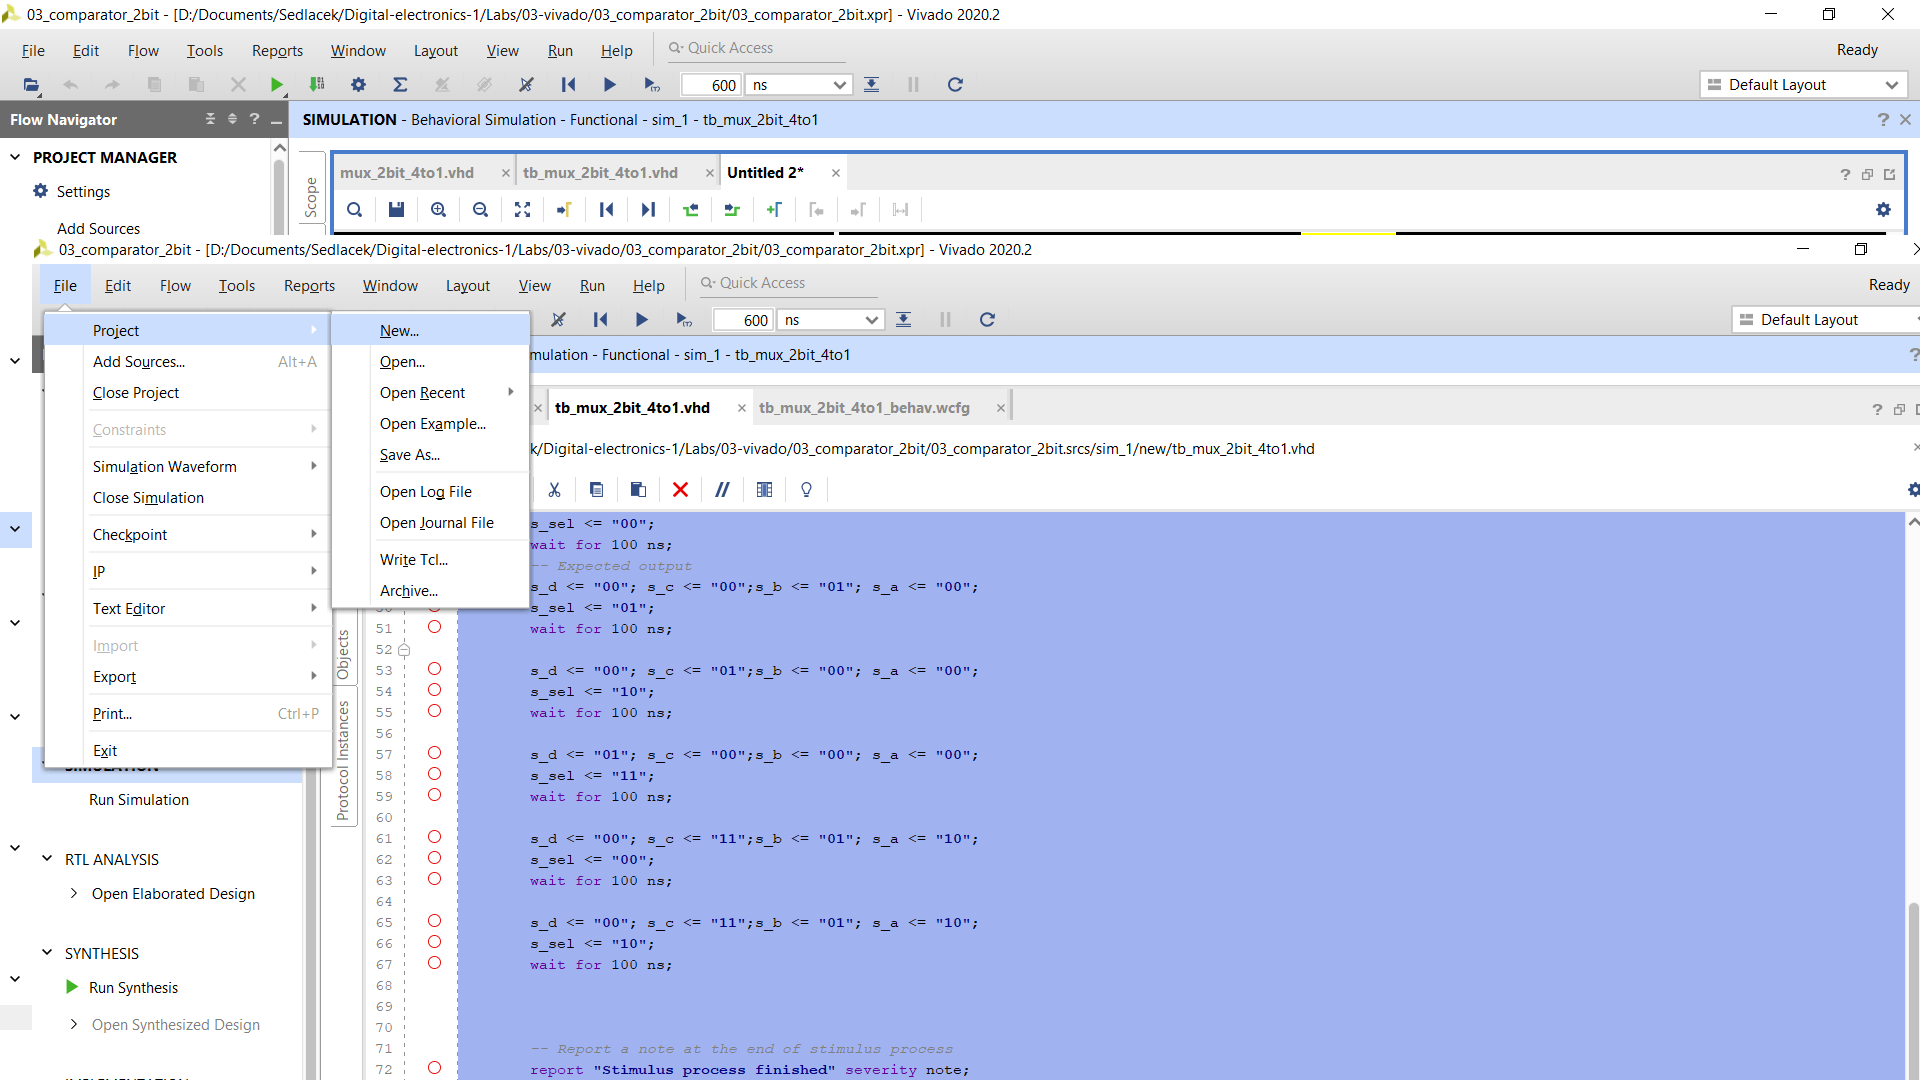 03_comparator_2bit - [D:/Documents/Sedlacek/Digital-electronics-1/Labs/03-vivado/03_comparator_2bit/03_comparator_2bit.xpr] - Vivado 2020.2
File Edit Flow Tools Reports Window Layout View Run Help Quick Access Ready
600 ns Default Layout
Flow Navigator
SIMULATION - Behavioral Simulation - Functional - sim_1 - tb_mux_2bit_4to1
PROJECT MANAGER
Settings
Add Sources
Scope
mux_2bit_4to1.vhd tb_mux_2bit_4to1.vhd Untitled 2*
03_comparator_2bit - [D:/Documents/Sedlacek/Digital-electronics-1/Labs/03-vivado/03_comparator_2bit/03_comparator_2bit.xpr] - Vivado 2020.2
File Edit Flow Tools Reports Window Layout View Run Help Quick Access Ready
600 ns Default Layout
mulation - Functional - sim_1 - tb_mux_2bit_4to1
Project
Add Sources... Alt+A
Close Project
Constraints
Simulation Waveform
Close Simulation
Checkpoint
IP
Text Editor
Import
Export
Print... Ctrl+P
Exit
New...
Open...
Open Recent
Open Example...
Save As...
Open Log File
Open Journal File
Write Tcl...
Archive...
tb_mux_2bit_4to1.vhd tb_mux_2bit_4to1_behav.wcfg
k/Digital-electronics-1/Labs/03-vivado/03_comparator_2bit/03_comparator_2bit.srcs/sim_1/new/tb_mux_2bit_4to1.vhd
s_sel <= "00";
wait for 100 ns;
-- Expected output
s_d <= "00"; s_c <= "00";s_b <= "01"; s_a <= "00";
s_sel <= "01";
51 wait for 100 ns;
52
53 s_d <= "00"; s_c <= "01";s_b <= "00"; s_a <= "00";
54 s_sel <= "10";
55 wait for 100 ns;
56
57 s_d <= "01"; s_c <= "00";s_b <= "00"; s_a <= "00";
58 s_sel <= "11";
59 wait for 100 ns;
60
61 s_d <= "00"; s_c <= "11";s_b <= "01"; s_a <= "10";
62 s_sel <= "00";
63 wait for 100 ns;
64
65 s_d <= "00"; s_c <= "11";s_b <= "01"; s_a <= "10";
66 s_sel <= "10";
67 wait for 100 ns;
68
69
70
71 -- Report a note at the end of stimulus process
72 report "Stimulus process finished" severity note;
Objects
Protocol Instances
SIMULATION
Run Simulation
RTL ANALYSIS
Open Elaborated Design
SYNTHESIS
Run Synthesis
Open Synthesized Design